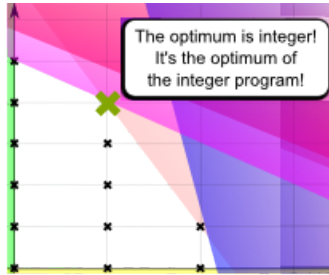 The optimum is integer!
It's the optimum of
the integer program!